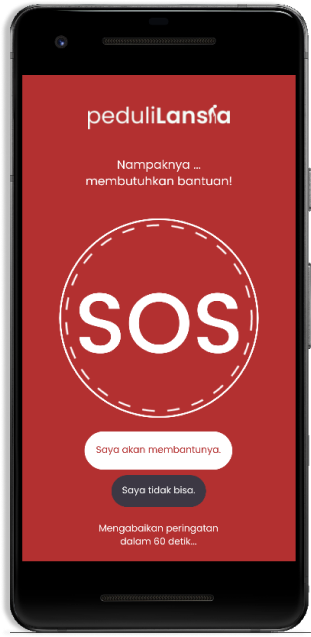 peduliLansia
Nampaknya ...
membutuhkan bantuan!
SOS
Saya akan membantunya.
Saya tidak bisa.
Mengabaikan peringatan
dalam 60 detik...